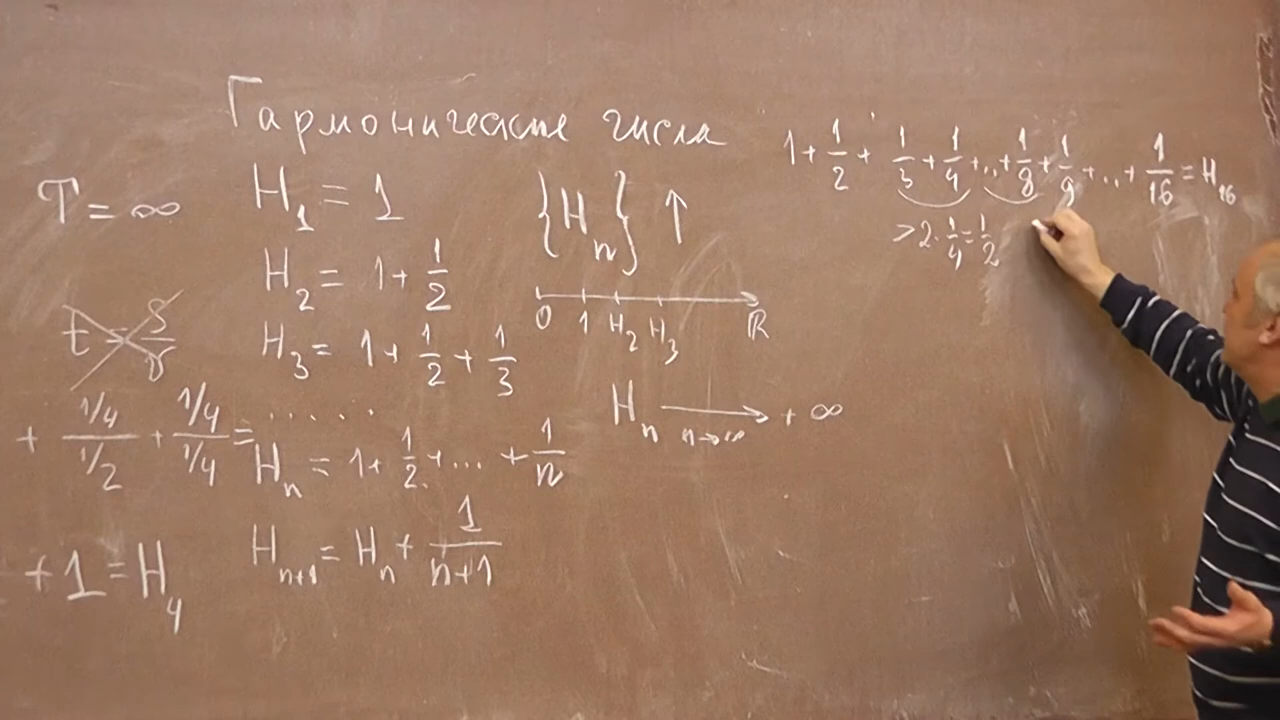 Гармонические числа
T = ∞
t = S/v
+ (1/4)/(1/2) + (1/4)/(1/4) =
+ 1 = H₄
H₁ = 1
H₂ = 1 + 1/2
H₃ = 1 + 1/2 + 1/3
. . . . .
Hₙ = 1 + 1/2 + ... + 1/n
Hₙ₊₁ = Hₙ + 1/(n+1)
{Hₙ} ↑
0 1 H₂ H₃ ℝ
Hₙ ⟶ + ∞
n→∞
1 + 1/2 + 1/3 + 1/4 + .. + 1/8 + 1/9 + .. + 1/16 = H₁₆
> 2 · 1/4 = 1/2